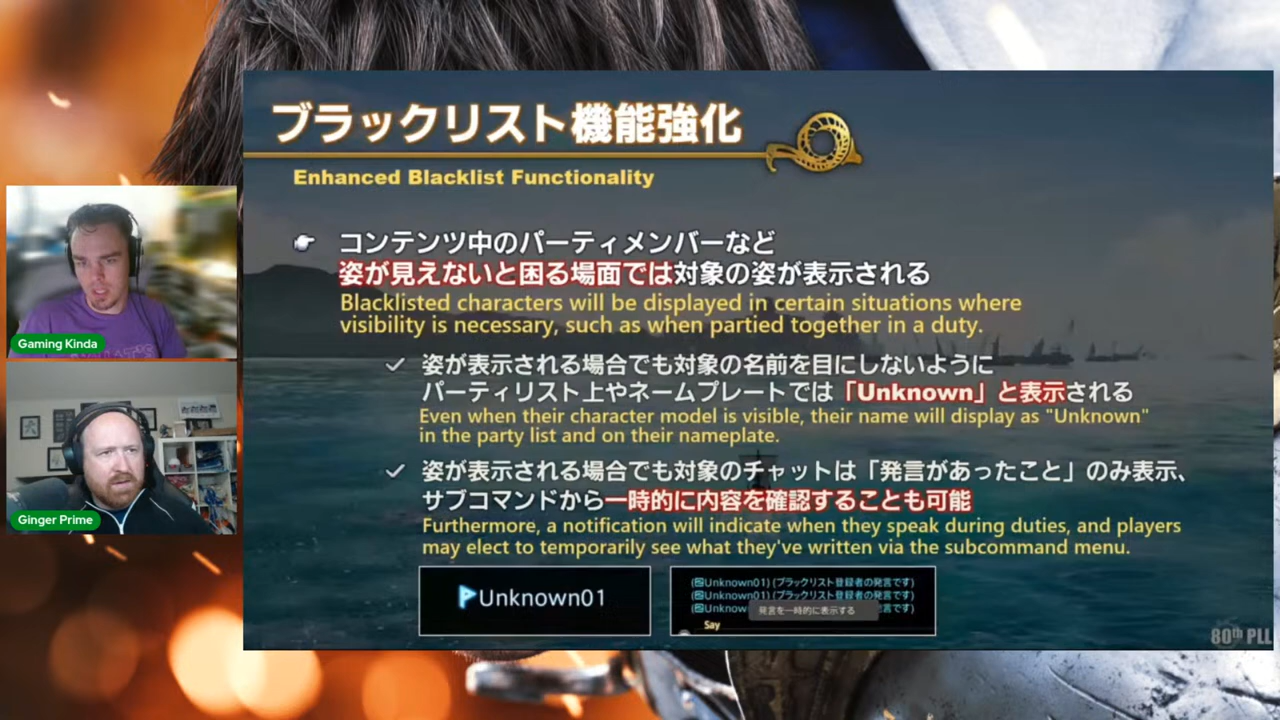 ブラックリスト機能強化
Enhanced Blacklist Functionality
コンテンツ中のパーティメンバーなど
姿が見えないと困る場面では対象の姿が表示される
Blacklisted characters will be displayed in certain situations where
visibility is necessary, such as when partied together in a duty.
✓ 姿が表示される場合でも対象の名前を目にしないように
パーティリスト上やネームプレートでは「Unknown」と表示される
Even when their character model is visible, their name will display as "Unknown"
in the party list and on their nameplate.
✓ 姿が表示される場合でも対象のチャットは「発言があったこと」のみ表示、
サブコマンドから一時的に内容を確認することも可能
Furthermore, a notification will indicate when they speak during duties, and players
may elect to temporarily see what they've written via the subcommand menu.
Unknown01
Unknown01) (ブラックリスト登録者の発言です)
Unknown01) (ブラックリスト登録者の発言です)
Unknow 言です)
発言を一時的に表示する
Say
80th PLL
Gaming Kinda
Ginger Prime